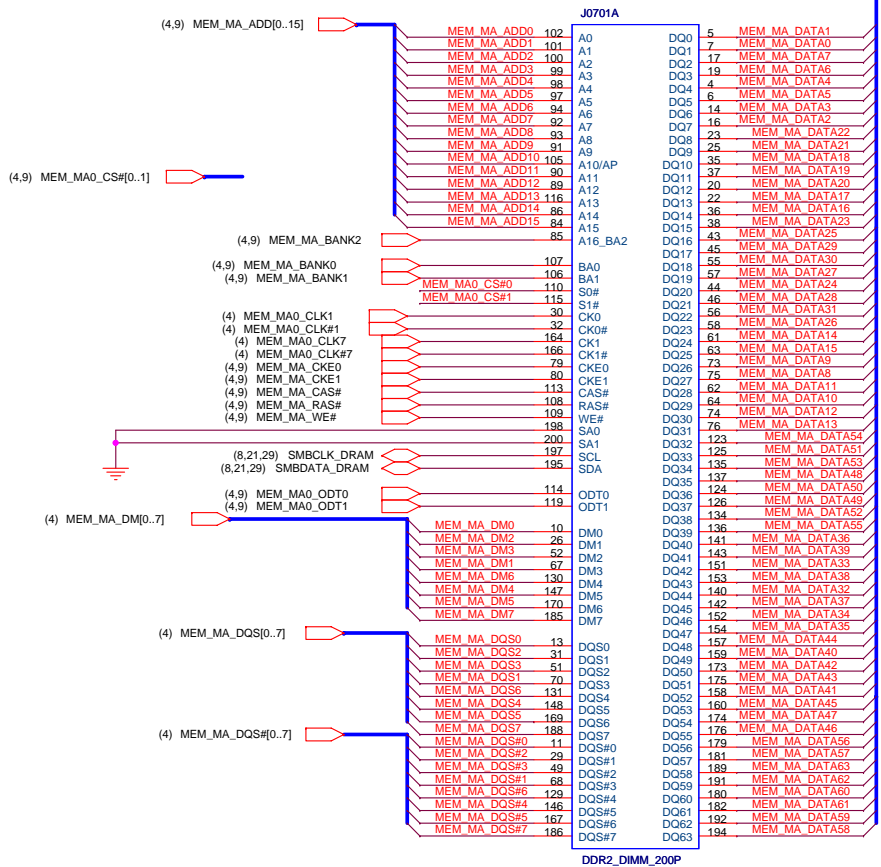 J0701A
(4,9) MEM_MA_ADD[0..15]
MEM_MA_ADD0 102 A0
MEM_MA_ADD1 101 A1
MEM_MA_ADD2 100 A2
MEM_MA_ADD3 99 A3
MEM_MA_ADD4 98 A4
MEM_MA_ADD5 97 A5
MEM_MA_ADD6 94 A6
MEM_MA_ADD7 92 A7
MEM_MA_ADD8 93 A8
MEM_MA_ADD9 91 A9
MEM_MA_ADD10 105 A10/AP
MEM_MA_ADD11 90 A11
(4,9) MEM_MA0_CS#[0..1]
MEM_MA_ADD12 89 A12
MEM_MA_ADD13 116 A13
MEM_MA_ADD14 86 A14
MEM_MA_ADD15 84 A15
(4,9) MEM_MA_BANK2 85 A16_BA2
(4,9) MEM_MA_BANK0 107 BA0
(4,9) MEM_MA_BANK1 106 BA1
MEM_MA0_CS#0 110 S0#
MEM_MA0_CS#1 115 S1#
(4) MEM_MA0_CLK1 30 CK0
(4) MEM_MA0_CLK#1 32 CK0#
(4) MEM_MA0_CLK7 164 CK1
(4) MEM_MA0_CLK#7 166 CK1#
(4,9) MEM_MA_CKE0 79 CKE0
(4,9) MEM_MA_CKE1 80 CKE1
(4,9) MEM_MA_CAS# 113 CAS#
(4,9) MEM_MA_RAS# 108 RAS#
(4,9) MEM_MA_WE# 109 WE#
198 SA0
200 SA1
(8,21,29) SMBCLK_DRAM 197 SCL
(8,21,29) SMBDATA_DRAM 195 SDA
(4,9) MEM_MA0_ODT0 114 ODT0
(4,9) MEM_MA0_ODT1 119 ODT1
(4) MEM_MA_DM[0..7]
MEM_MA_DM0 10 DM0
MEM_MA_DM2 26 DM1
MEM_MA_DM3 52 DM2
MEM_MA_DM1 67 DM3
MEM_MA_DM6 130 DM4
MEM_MA_DM4 147 DM5
MEM_MA_DM5 170 DM6
MEM_MA_DM7 185 DM7
(4) MEM_MA_DQS[0..7]
MEM_MA_DQS0 13 DQS0
MEM_MA_DQS2 31 DQS1
MEM_MA_DQS3 51 DQS2
MEM_MA_DQS1 70 DQS3
MEM_MA_DQS6 131 DQS4
MEM_MA_DQS4 148 DQS5
MEM_MA_DQS5 169 DQS6
MEM_MA_DQS7 188 DQS7
(4) MEM_MA_DQS#[0..7]
MEM_MA_DQS#0 11 DQS#0
MEM_MA_DQS#2 29 DQS#1
MEM_MA_DQS#3 49 DQS#2
MEM_MA_DQS#1 68 DQS#3
MEM_MA_DQS#6 129 DQS#4
MEM_MA_DQS#4 146 DQS#5
MEM_MA_DQS#5 167 DQS#6
MEM_MA_DQS#7 186 DQS#7
DQ0 5 MEM_MA_DATA1
DQ1 7 MEM_MA_DATA0
DQ2 17 MEM_MA_DATA7
DQ3 19 MEM_MA_DATA6
DQ4 4 MEM_MA_DATA4
DQ5 6 MEM_MA_DATA5
DQ6 14 MEM_MA_DATA3
DQ7 16 MEM_MA_DATA2
DQ8 23 MEM_MA_DATA22
DQ9 25 MEM_MA_DATA21
DQ10 35 MEM_MA_DATA18
DQ11 37 MEM_MA_DATA19
DQ12 20 MEM_MA_DATA20
DQ13 22 MEM_MA_DATA17
DQ14 36 MEM_MA_DATA16
DQ15 38 MEM_MA_DATA23
DQ16 43 MEM_MA_DATA25
DQ17 45 MEM_MA_DATA29
DQ18 55 MEM_MA_DATA30
DQ19 57 MEM_MA_DATA27
DQ20 44 MEM_MA_DATA24
DQ21 46 MEM_MA_DATA28
DQ22 56 MEM_MA_DATA31
DQ23 58 MEM_MA_DATA26
DQ24 61 MEM_MA_DATA14
DQ25 63 MEM_MA_DATA15
DQ26 73 MEM_MA_DATA9
DQ27 75 MEM_MA_DATA8
DQ28 62 MEM_MA_DATA11
DQ29 64 MEM_MA_DATA10
DQ30 74 MEM_MA_DATA12
DQ31 76 MEM_MA_DATA13
DQ32 123 MEM_MA_DATA54
DQ33 125 MEM_MA_DATA51
DQ34 135 MEM_MA_DATA53
DQ35 137 MEM_MA_DATA48
DQ36 124 MEM_MA_DATA50
DQ37 126 MEM_MA_DATA49
DQ38 134 MEM_MA_DATA52
DQ39 136 MEM_MA_DATA55
DQ40 141 MEM_MA_DATA36
DQ41 143 MEM_MA_DATA39
DQ42 151 MEM_MA_DATA33
DQ43 153 MEM_MA_DATA38
DQ44 140 MEM_MA_DATA32
DQ45 142 MEM_MA_DATA37
DQ46 152 MEM_MA_DATA34
DQ47 154 MEM_MA_DATA35
DQ48 157 MEM_MA_DATA44
DQ49 159 MEM_MA_DATA40
DQ50 173 MEM_MA_DATA42
DQ51 175 MEM_MA_DATA43
DQ52 158 MEM_MA_DATA41
DQ53 160 MEM_MA_DATA45
DQ54 174 MEM_MA_DATA47
DQ55 176 MEM_MA_DATA46
DQ56 179 MEM_MA_DATA56
DQ57 181 MEM_MA_DATA57
DQ58 189 MEM_MA_DATA63
DQ59 191 MEM_MA_DATA62
DQ60 180 MEM_MA_DATA60
DQ61 182 MEM_MA_DATA61
DQ62 192 MEM_MA_DATA59
DQ63 194 MEM_MA_DATA58
DDR2_DIMM_200P